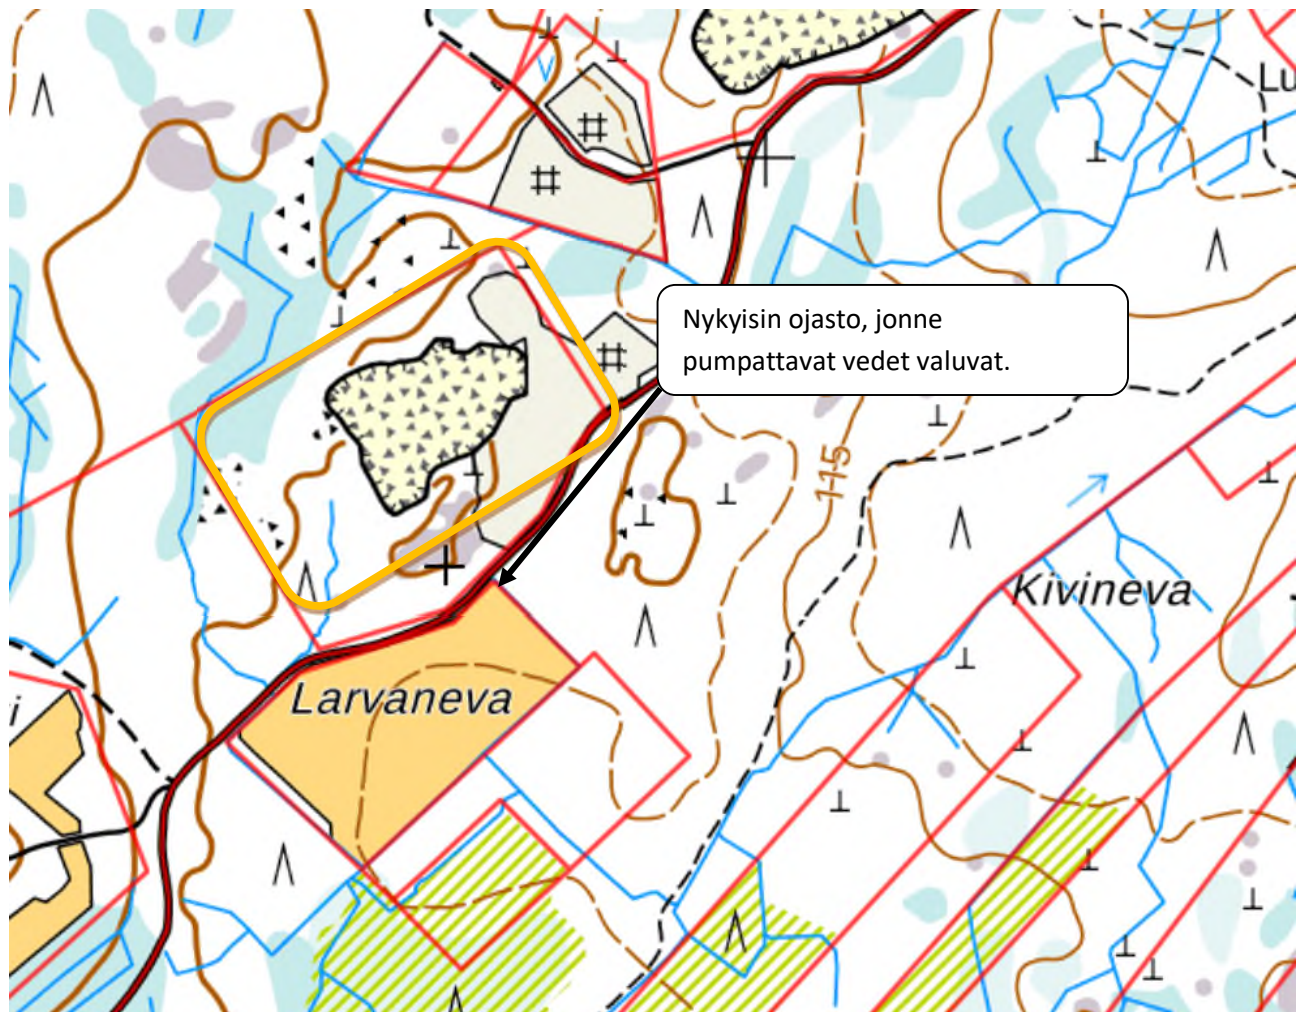 Lu
Nykyisin ojasto, jonne
pumpattavat vedet valuvat.
115
Kivineva
Larvaneva
i